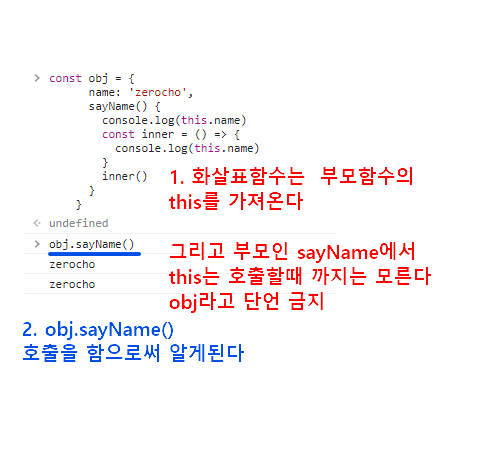 const obj = {
name: 'zerocho',
sayName() {
console.log(this.name)
const inner = () => {
console.log(this.name)
}
inner()
}
}
1. 화살표함수는 부모함수의
this를 가져온다
undefined
obj.sayName()
zerocho
zerocho
그리고 부모인 sayName에서
this는 호출할때 까지는 모른다
obj라고 단언 금지
2. obj.sayName()
호출을 함으로써 알게된다